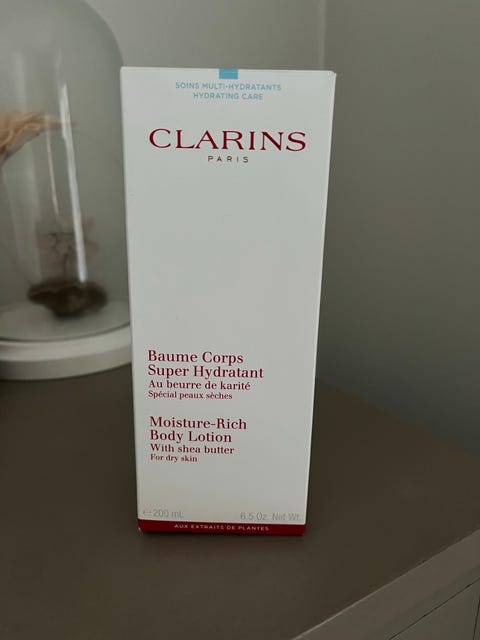 SOINS MULTI-HYDRATANTS
HYDRATING CARE
CLARINS
PARIS
Baume Corps
Super Hydratant
Au beurre de karité
Spécial peaux sèches
Moisture-Rich
Body Lotion
With shea butter
For dry skin
℮ 200 mL 6.5 Oz. Net Wt.
AUX EXTRAITS DE PLANTES